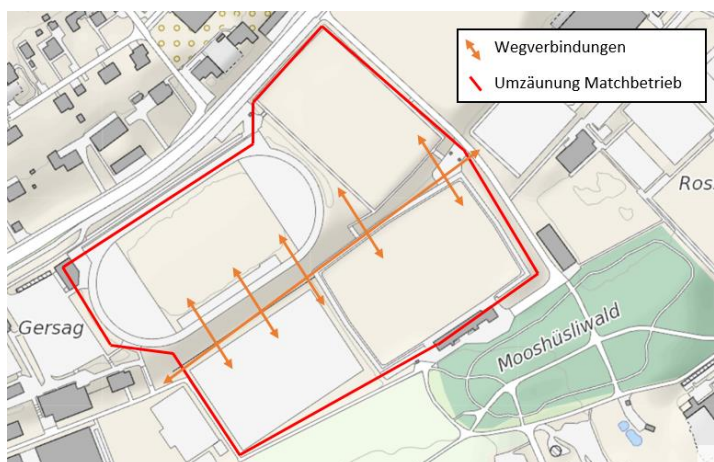 Wegverbindungen
Umzäunung Matchbetrieb
Ros
Gersag
Mooshüsliwald